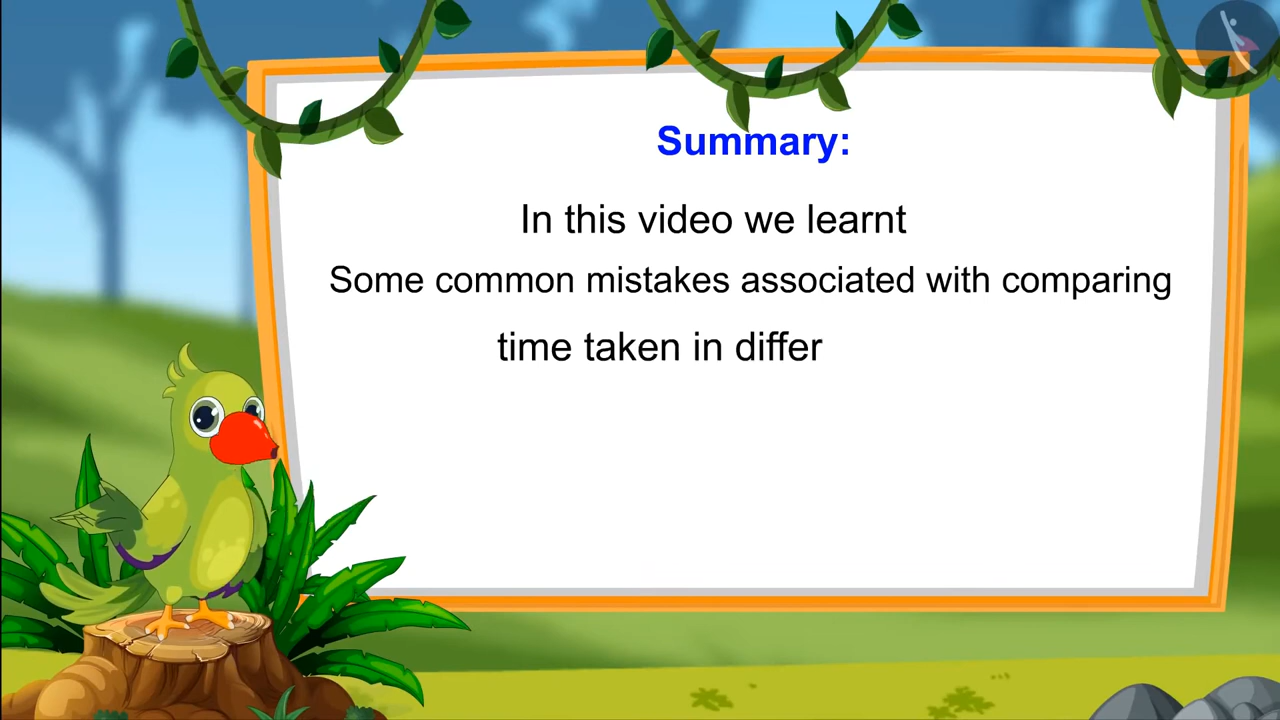 Summary:
In this video we learnt
Some common mistakes associated with comparing
time taken in differ